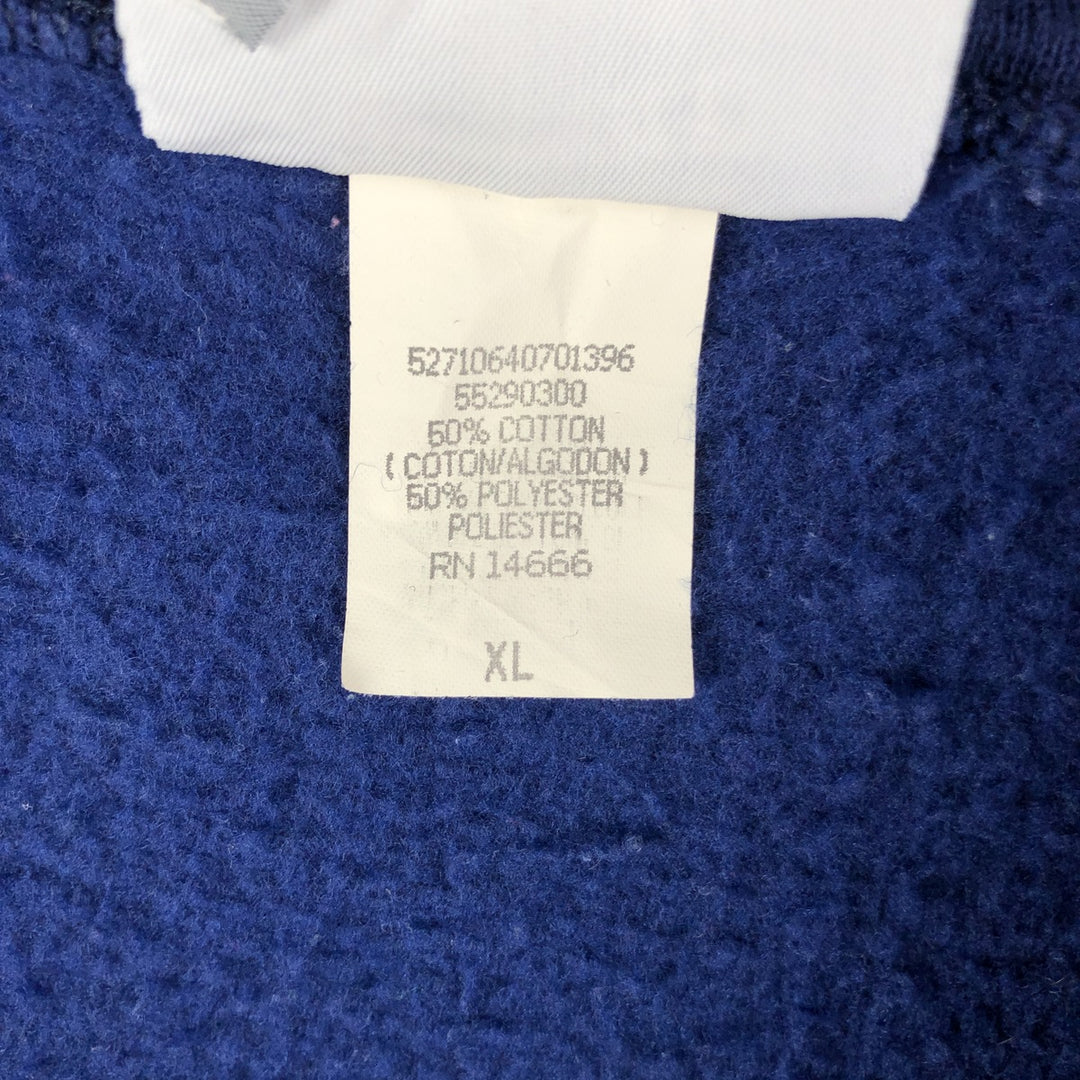 52710640701396
55290300
50% COTTON
(COTON/ALGODON)
50% POLYESTER
POLIESTER
RN 14666
XL